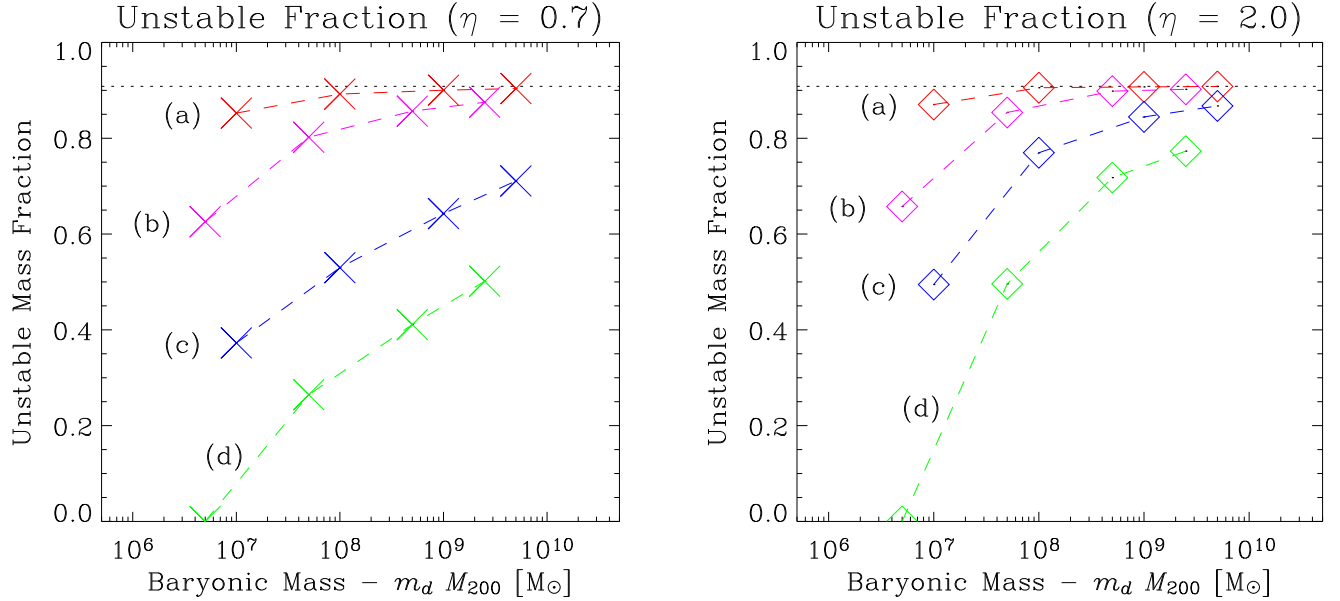 Unstable Fraction (η = 0.7)
Unstable Mass Fraction
1.0
0.8
0.6
0.4
0.2
0.0
(a)
(b)
(c)
(d)
10⁶ 10⁷ 10⁸ 10⁹ 10¹⁰
Baryonic Mass – m_d M₂₀₀ [M⊙]
Unstable Fraction (η = 2.0)
Unstable Mass Fraction
1.0
0.8
0.6
0.4
0.2
0.0
(a)
(b)
(c)
(d)
10⁶ 10⁷ 10⁸ 10⁹ 10¹⁰
Baryonic Mass – m_d M₂₀₀ [M⊙]